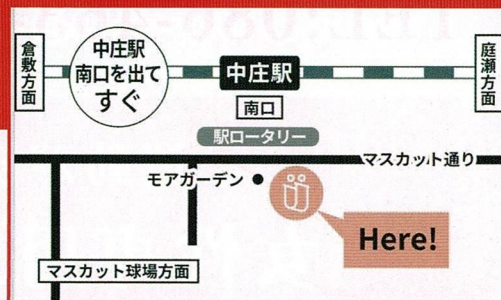 倉敷方面
中庄駅
南口を出て
すぐ
中庄駅
庭瀬方面
南口
駅ロータリー
マスカット通り
モアガーデン
Here!
マスカット球場方面